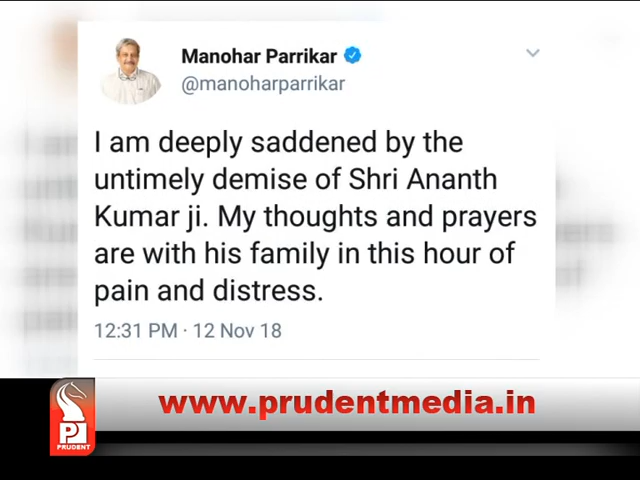 Manohar Parrikar
@manoharparrikar
I am deeply saddened by the
untimely demise of Shri Ananth
Kumar ji. My thoughts and prayers
are with his family in this hour of
pain and distress.
12:31 PM · 12 Nov 18
www.prudentmedia.in
P
PRUDENT